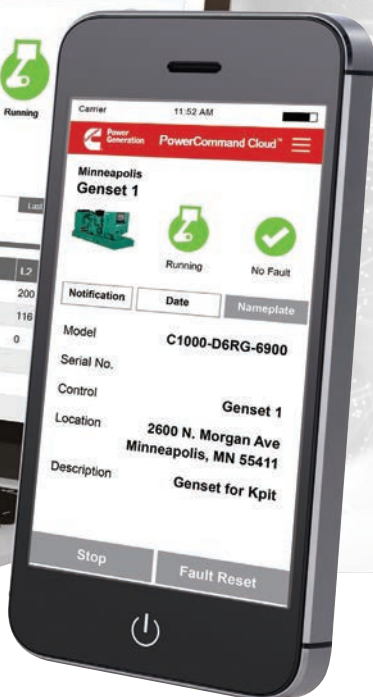 Running
Last
L2
200
116
0
Carrier
11:52 AM
Power
Generation
PowerCommand Cloud™
Minneapolis
Genset 1
Running
No Fault
Notification
Date
Nameplate
Model
C1000-D6RG-6900
Serial No.
Control
Genset 1
Location
2600 N. Morgan Ave
Minneapolis, MN 55411
Description
Genset for Kpit
Stop
Fault Reset